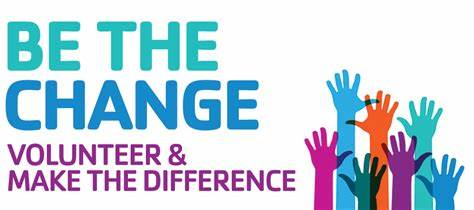 BE THE
CHANGE
VOLUNTEER &
MAKE THE DIFFERENCE